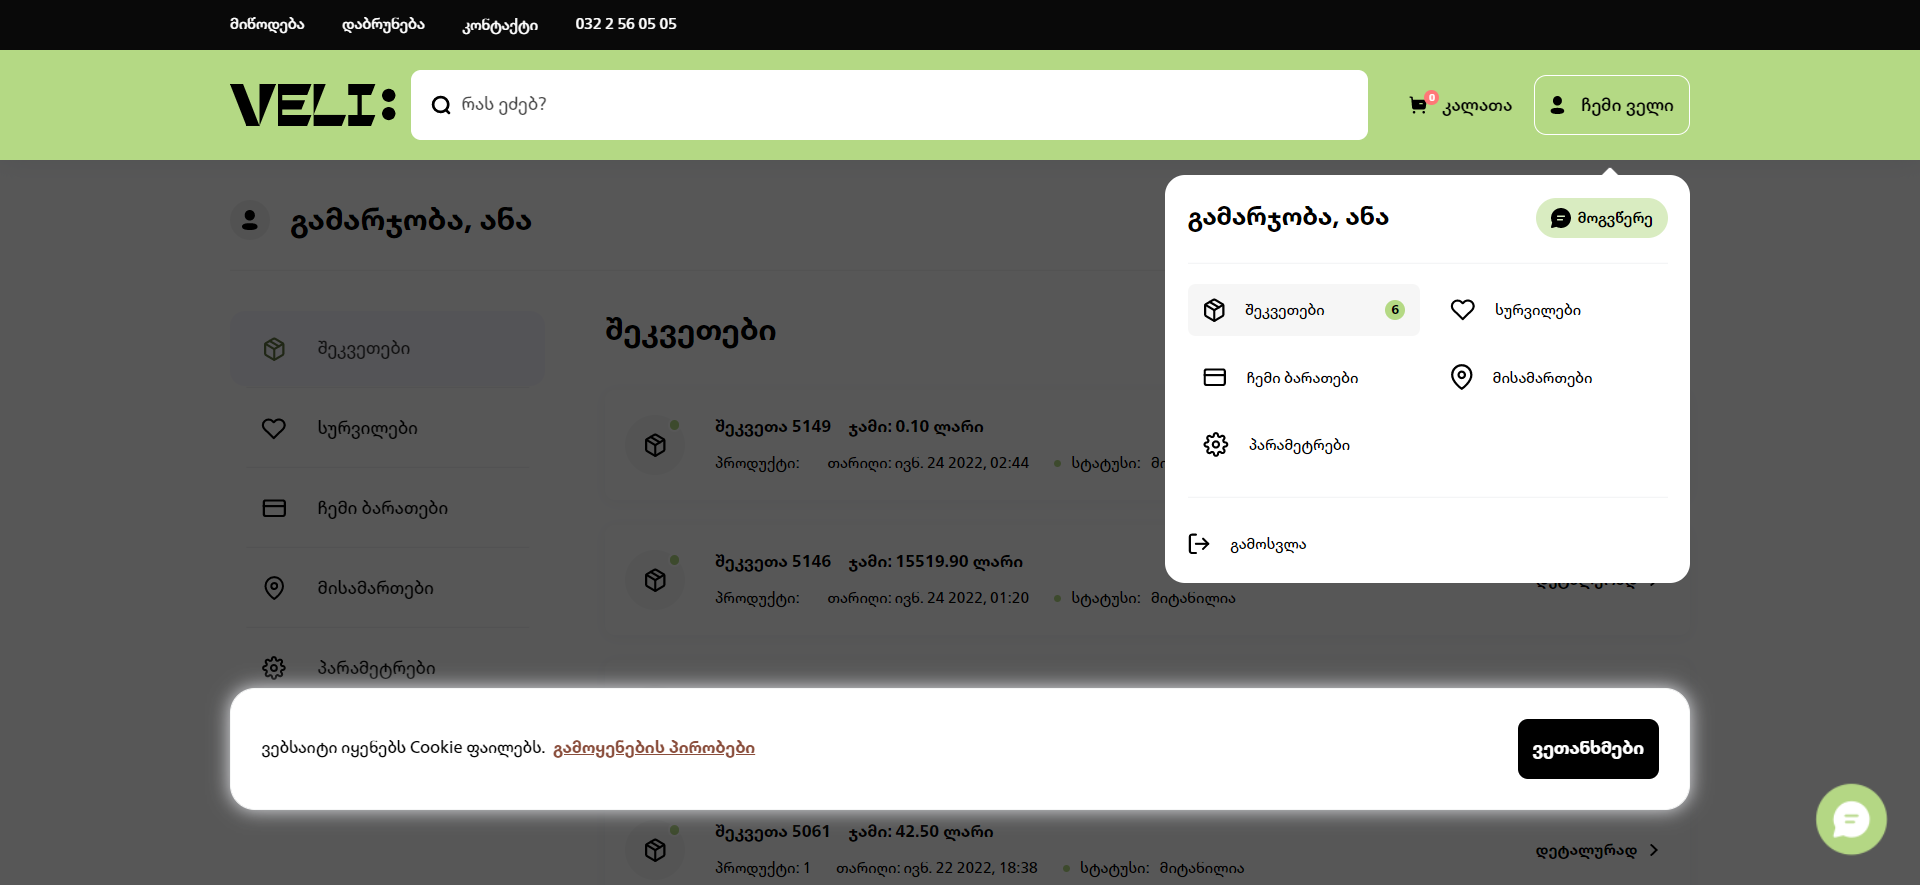 მიწოდება დაბრუნება კონტაქტი 032 2 56 05 05
VELI:
რას ეძებ?
0 კალათა
ჩემი ველი
გამარჯობა, ანა
შეკვეთები
სურვილები
ჩემი ბარათები
მისამართები
პარამეტრები
შეკვეთები
შეკვეთა 5149 ჯამი: 0.10 ლარი
პროდუქტი: თარიღი: ივნ. 24 2022, 02:44 სტატუსი:
შეკვეთა 5146 ჯამი: 15519.90 ლარი
პროდუქტი: თარიღი: ივნ. 24 2022, 01:20 სტატუსი: მიტანილია
დეტალურად
გამარჯობა, ანა
მოგვწერე
შეკვეთები 6 სურვილები
ჩემი ბარათები მისამართები
პარამეტრები
გამოსვლა
ვებსაიტი იყენებს Cookie ფაილებს. გამოყენების პირობები
ვეთანხმები
შეკვეთა 5061 ჯამი: 42.50 ლარი
პროდუქტი: 1 თარიღი: ივნ. 22 2022, 18:38 სტატუსი: მიტანილია
დეტალურად